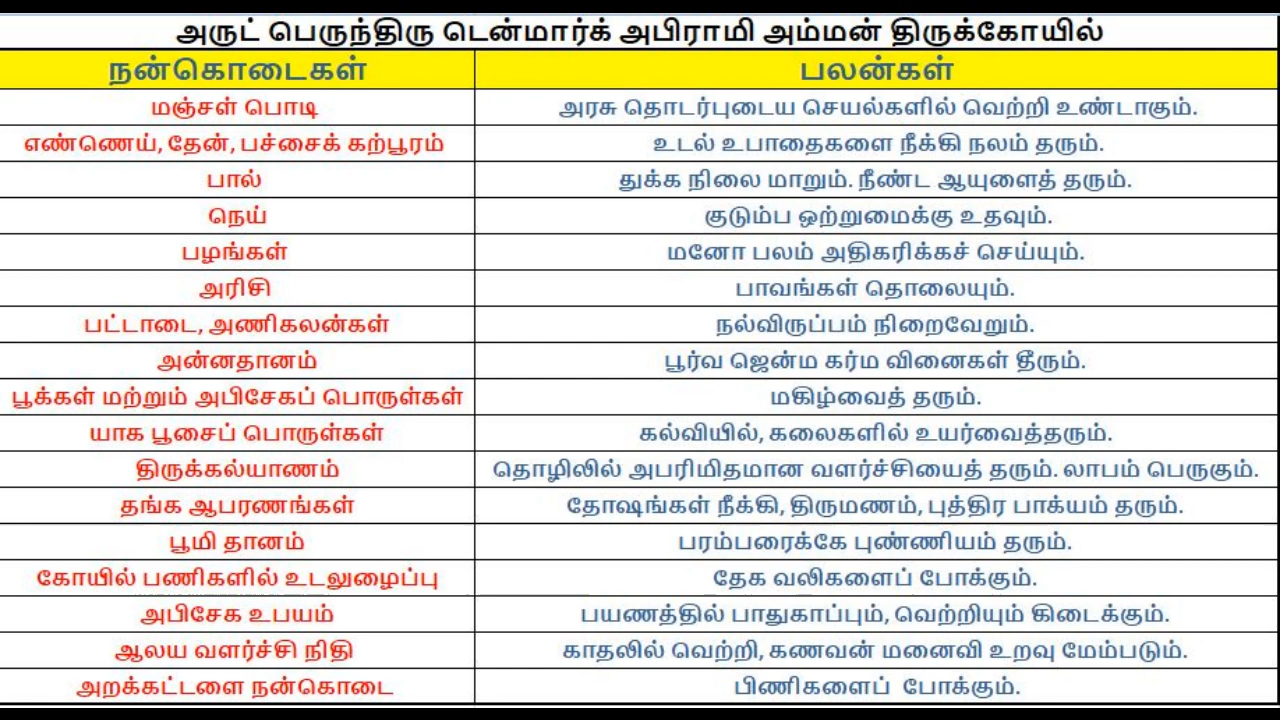 அருட் பெருந்திரு டென்மார்க் அபிராமி அம்மன் திருக்கோயில்
நன்கொடைகள் பலன்கள்
மஞ்சள் பொடி அரசு தொடர்புடைய செயல்களில் வெற்றி உண்டாகும்.
எண்ணெய், தேன், பச்சைக் கற்பூரம் உடல் உபாதைகளை நீக்கி நலம் தரும்.
பால் துக்க நிலை மாறும். நீண்ட ஆயுளைத் தரும்.
நெய் குடும்ப ஒற்றுமைக்கு உதவும்.
பழங்கள் மனோ பலம் அதிகரிக்கச் செய்யும்.
அரிசி பாவங்கள் தொலையும்.
பட்டாடை, அணிகலன்கள் நல்விருப்பம் நிறைவேறும்.
அன்னதானம் பூர்வ ஜென்ம கர்ம வினைகள் தீரும்.
பூக்கள் மற்றும் அபிசேகப் பொருள்கள் மகிழ்வைத் தரும்.
யாக பூசைப் பொருள்கள் கல்வியில், கலைகளில் உயர்வைத்தரும்.
திருக்கல்யாணம் தொழிலில் அபரிமிதமான வளர்ச்சியைத் தரும். லாபம் பெருகும்.
தங்க ஆபரணங்கள் தோஷங்கள் நீக்கி, திருமணம், புத்திர பாக்யம் தரும்.
பூமி தானம் பரம்பரைக்கே புண்ணியம் தரும்.
கோயில் பணிகளில் உடலுழைப்பு தேக வலிகளைப் போக்கும்.
அபிசேக உபயம் பயணத்தில் பாதுகாப்பும், வெற்றியும் கிடைக்கும்.
ஆலய வளர்ச்சி நிதி காதலில் வெற்றி, கணவன் மனைவி உறவு மேம்படும்.
அறக்கட்டளை நன்கொடை பிணிகளைப் போக்கும்.